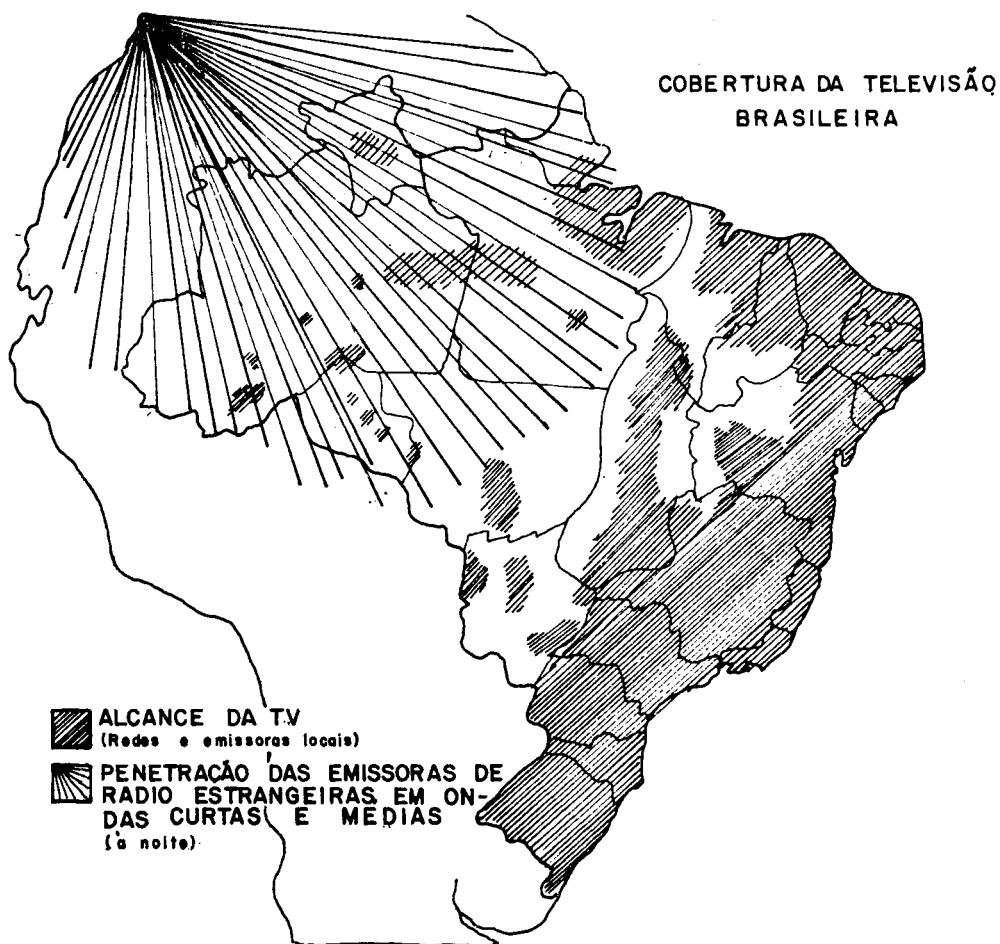 COBERTURA DA TELEVISÃO
BRASILEIRA
ALCANCE DA TV
(Redes e emissoras locais)
PENETRAÇÃO DAS EMISSORAS DE
RADIO ESTRANGEIRAS EM ON-
DAS CURTAS E MEDIAS
(à noite)